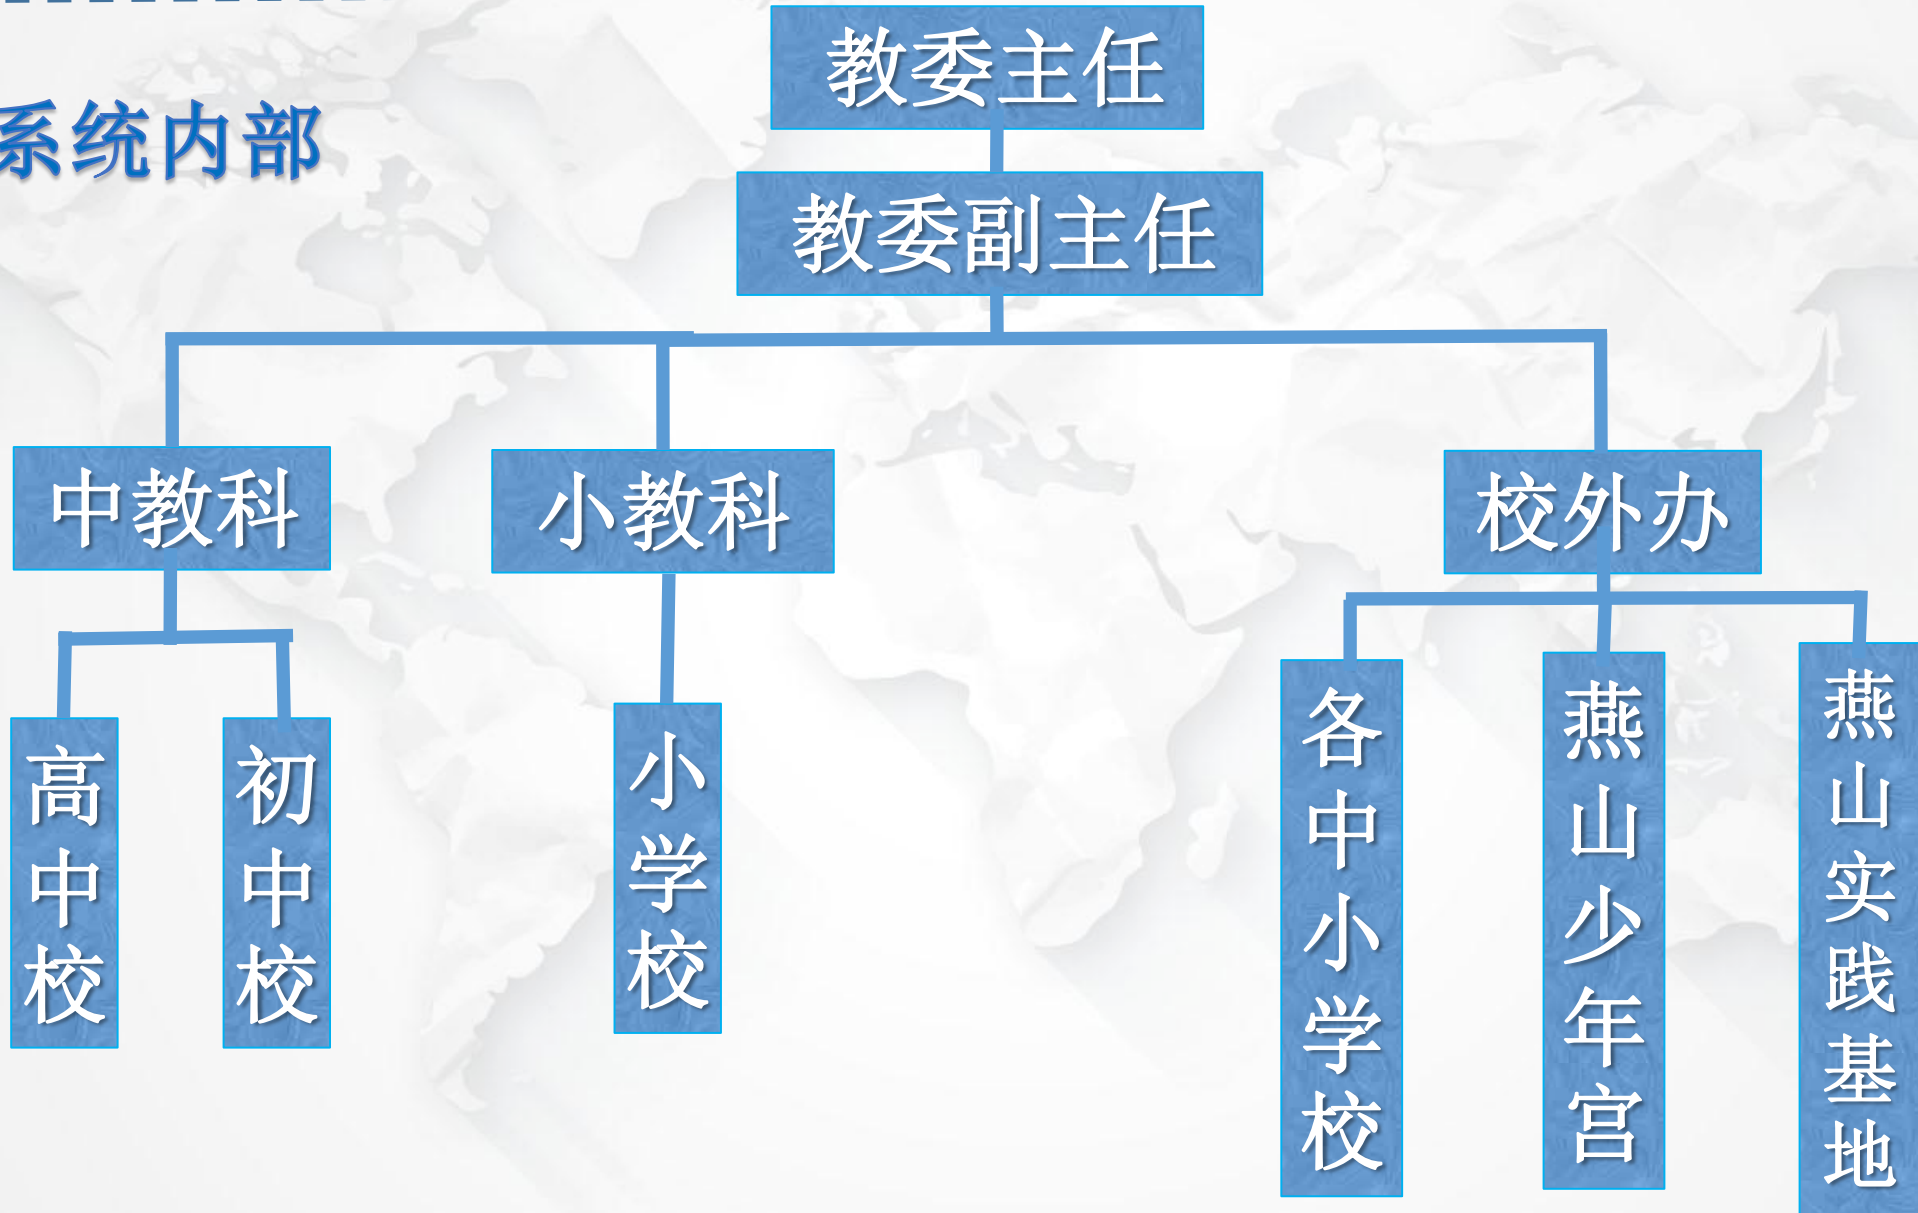 教委主任
系统内部
教委副主任
中教科
小教科
校外办
高中校
初中校
小学校
各中小学校
燕山少年宫
燕山实践基地